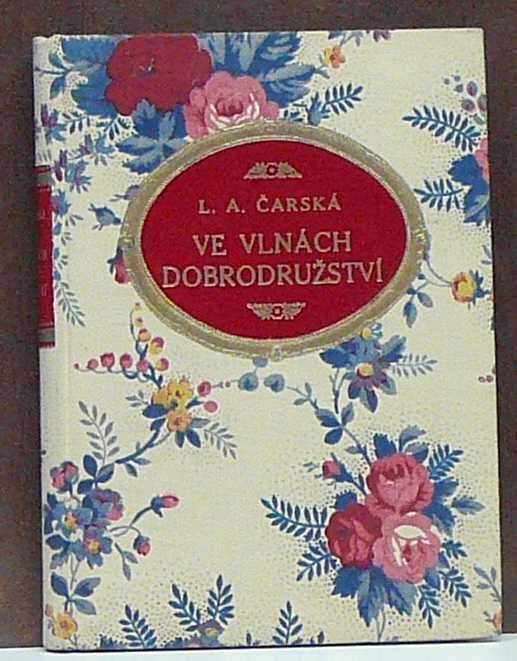 L. A. ČARSKÁ
VE VLNÁCH
DOBRODRUŽSTVÍ